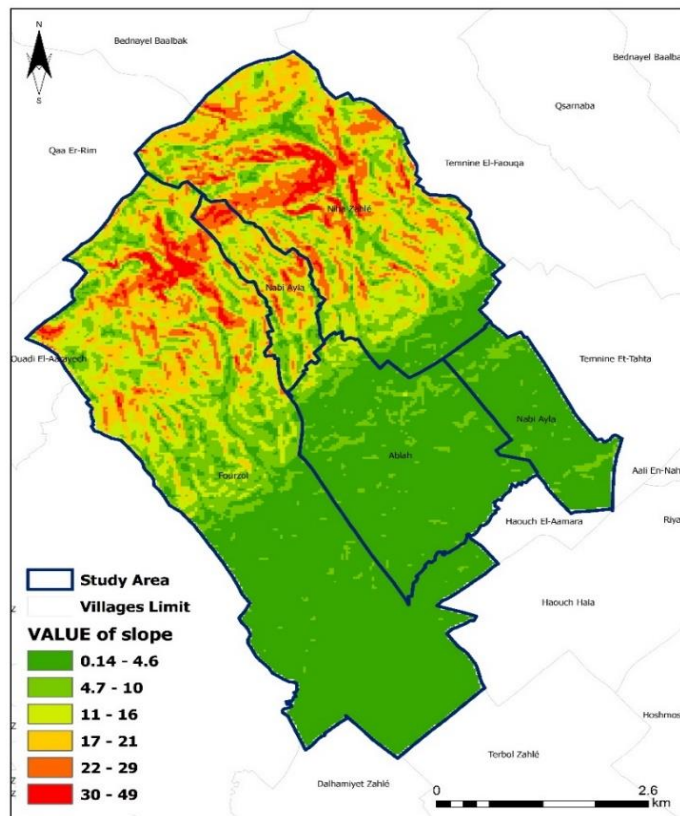 N
S
Bednayel Baalbak
Bednayel Baalba
Qsarnaba
Qaa Er-Rim
Temnine El-Faouqa
Niha Zahlé
Nabi Ayla
Ouadi El-Aarayech
Temnine Et-Tahta
Nabi Ayla
Ablah
Fourzol
Aali En-Nah
Haouch El-Aamara
Riya
Haouch Hala
Hoshmos
Terbol Zahlé
Dalhamiyet Zahlé
Study Area
Villages Limit
VALUE of slope
0.14 - 4.6
4.7 - 10
11 - 16
17 - 21
22 - 29
30 - 49
0 2.6
km